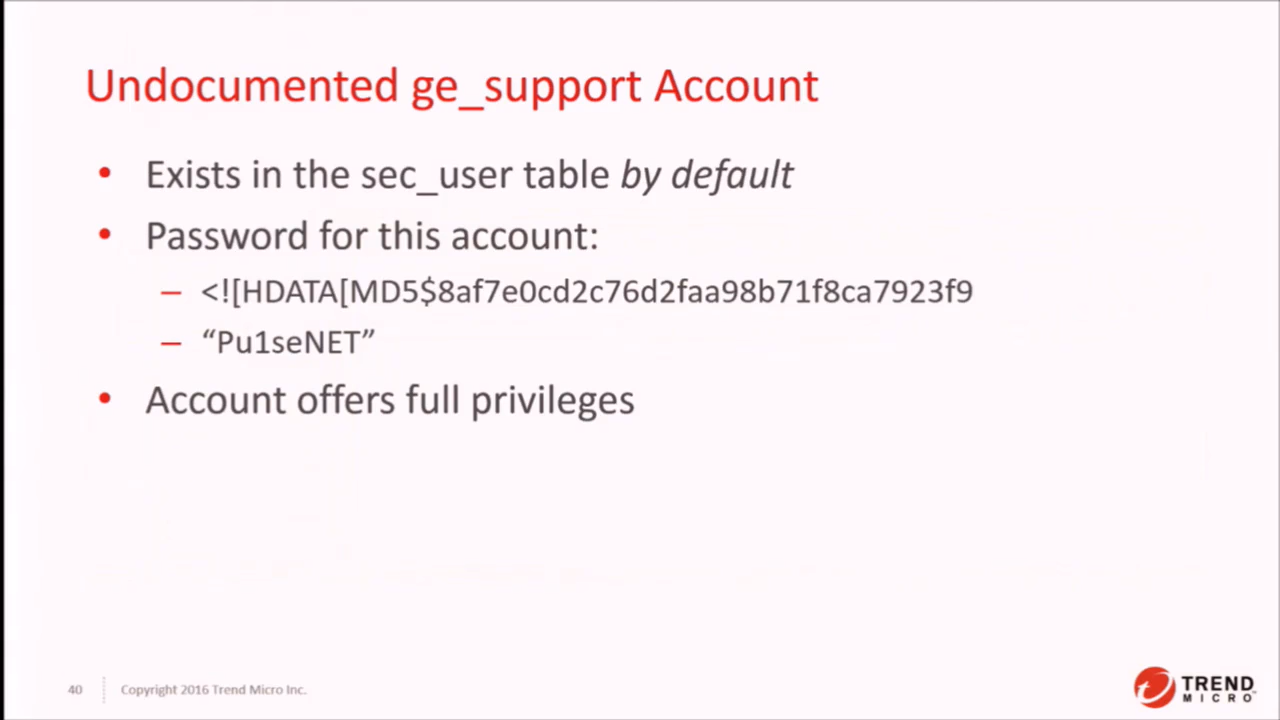 Undocumented ge_support Account
• Exists in the sec_user table by default
• Password for this account:
– <![HDATA[MD5$8af7e0cd2c76d2faa98b71f8ca7923f9
– “Pu1seNET”
• Account offers full privileges
40
Copyright 2016 Trend Micro Inc.
TREND
MICRO